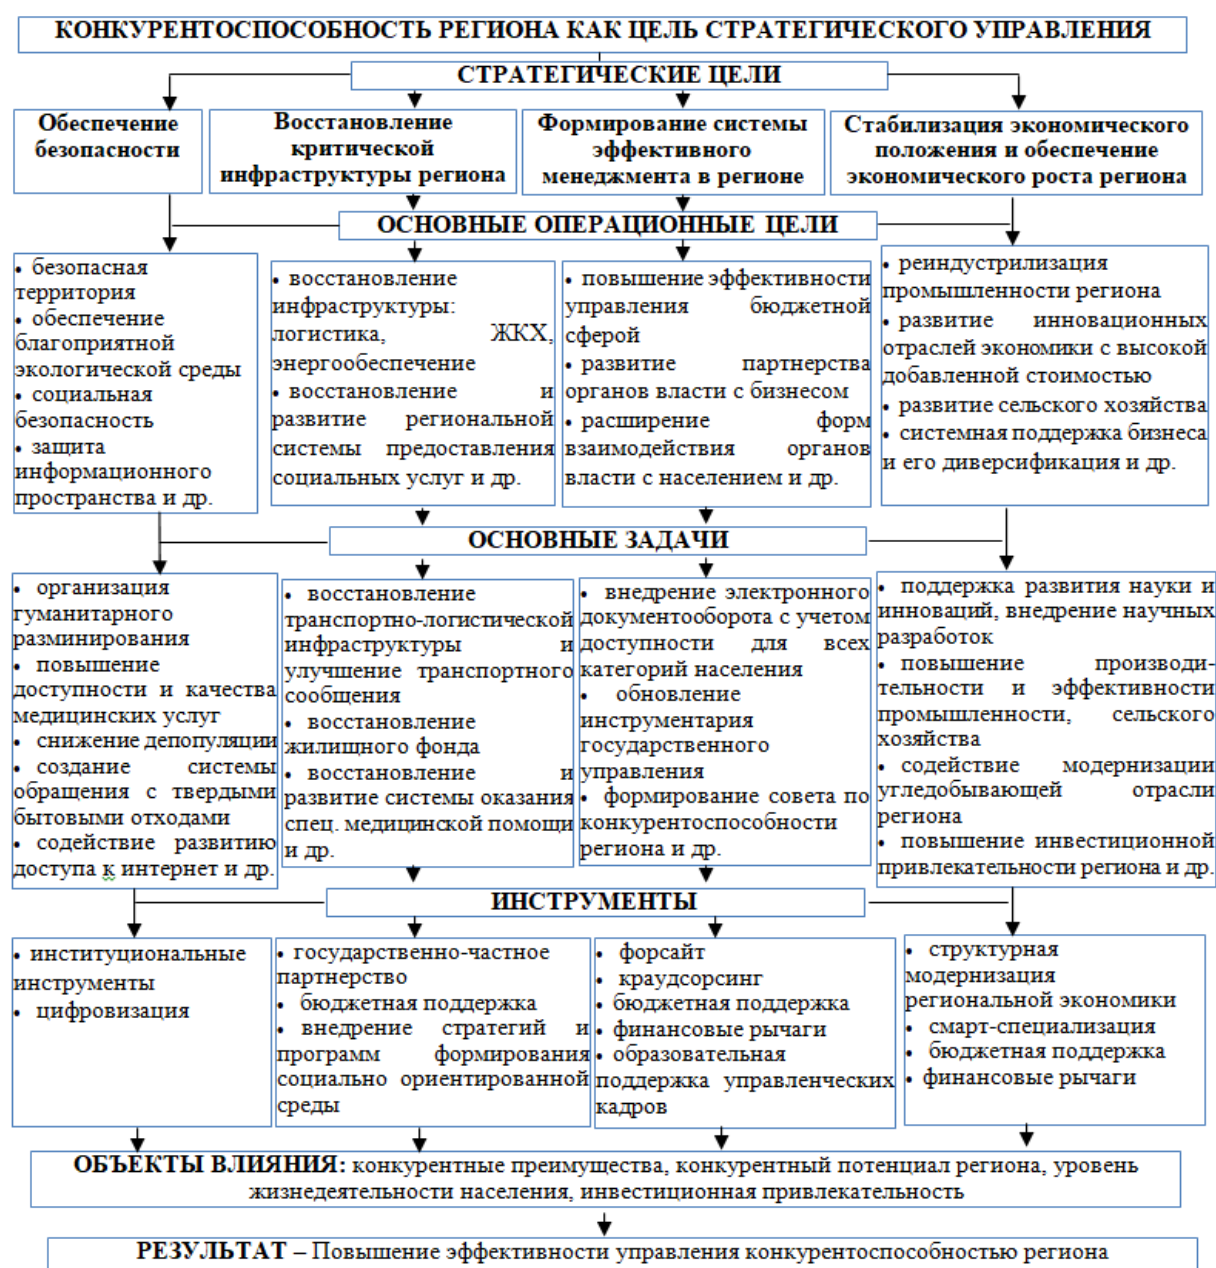 КОНКУРЕНТОСПОСОБНОСТЬ РЕГИОНА КАК ЦЕЛЬ СТРАТЕГИЧЕСКОГО УПРАВЛЕНИЯ
СТРАТЕГИЧЕСКИЕ ЦЕЛИ
Обеспечение
безопасности
Восстановление
критической
инфраструктуры региона
Формирование системы
эффективного
менеджмента в регионе
Стабилизация экономического
положения и обеспечение
экономического роста региона
ОСНОВНЫЕ ОПЕРАЦИОННЫЕ ЦЕЛИ
• безопасная
территория
• обеспечение
благоприятной
экологической среды
• социальная
безопасность
• защита
информационного
пространства и др.
• восстановление
инфраструктуры:
логистика, ЖКХ,
энергообеспечение
• восстановление и
развитие региональной
системы предоставления
социальных услуг и др.
• повышение эффективности
управления бюджетной
сферой
• развитие партнерства
органов власти с бизнесом
• расширение форм
взаимодействия органов
власти с населением и др.
• реиндустрилизация
промышленности региона
• развитие инновационных
отраслей экономики с высокой
добавленной стоимостью
• развитие сельского хозяйства
• системная поддержка бизнеса
и его диверсификация и др.
ОСНОВНЫЕ ЗАДАЧИ
• организация
гуманитарного
разминирования
• повышение
доступности и качества
медицинских услуг
• снижение депопуляции
• создание системы
обращения с твердыми
бытовыми отходами
• содействие развитию
доступа к интернет и др.
• восстановление
транспортно-логистической
инфраструктуры и
улучшение транспортного
сообщения
• восстановление
жилищного фонда
• восстановление и
развитие системы оказания
спец. медицинской помощи
и др.
• внедрение электронного
документооборота с учетом
доступности для всех
категорий населения
• обновление
инструментария
государственного
управления
• формирование совета по
конкурентоспособности
региона и др.
• поддержка развития науки и
инноваций, внедрение научных
разработок
• повышение производи-
тельности и эффективности
промышленности, сельского
хозяйства
• содействие модернизации
угледобывающей отрасли
региона
• повышение инвестиционной
привлекательности региона и др.
ИНСТРУМЕНТЫ
• институциональные
инструменты
• цифровизация
• государственно-частное
партнерство
• бюджетная поддержка
• внедрение стратегий и
программ формирования
социально ориентированной
среды
• форсайт
• краудсорсинг
• бюджетная поддержка
• финансовые рычаги
• образовательная
поддержка управленческих
кадров
• структурная
модернизация
региональной экономики
• смарт-специализация
• бюджетная поддержка
• финансовые рычаги
ОБЪЕКТЫ ВЛИЯНИЯ: конкурентные преимущества, конкурентный потенциал региона, уровень
жизнедеятельности населения, инвестиционная привлекательность
РЕЗУЛЬТАТ – Повышение эффективности управления конкурентоспособностью региона